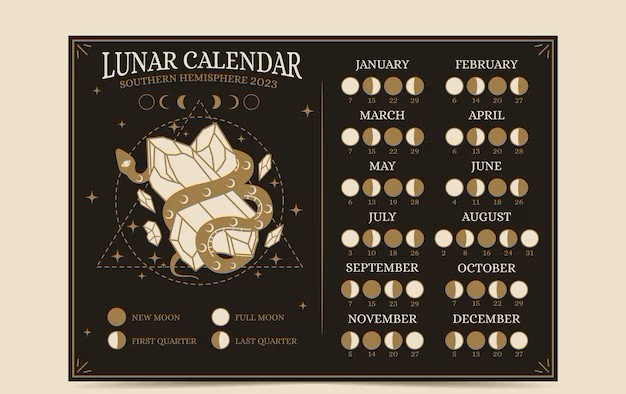 LUNAR CALENDAR
SOUTHERN HEMISPHERE 2023
NEW MOON
FULL MOON
FIRST QUARTER
LAST QUARTER
JANUARY
7 15 22 29
FEBRUARY
6 14 20 27
MARCH
7 15 22 29
APRIL
6 13 20 28
MAY
6 13 20 28
JUNE
4 11 18 26
JULY
4 10 18 26
AUGUST
2 8 16 24 31
SEPTEMBER
7 15 23 29
OCTOBER
7 15 22 29
NOVEMBER
5 14 20 27
DECEMBER
5 13 20 27